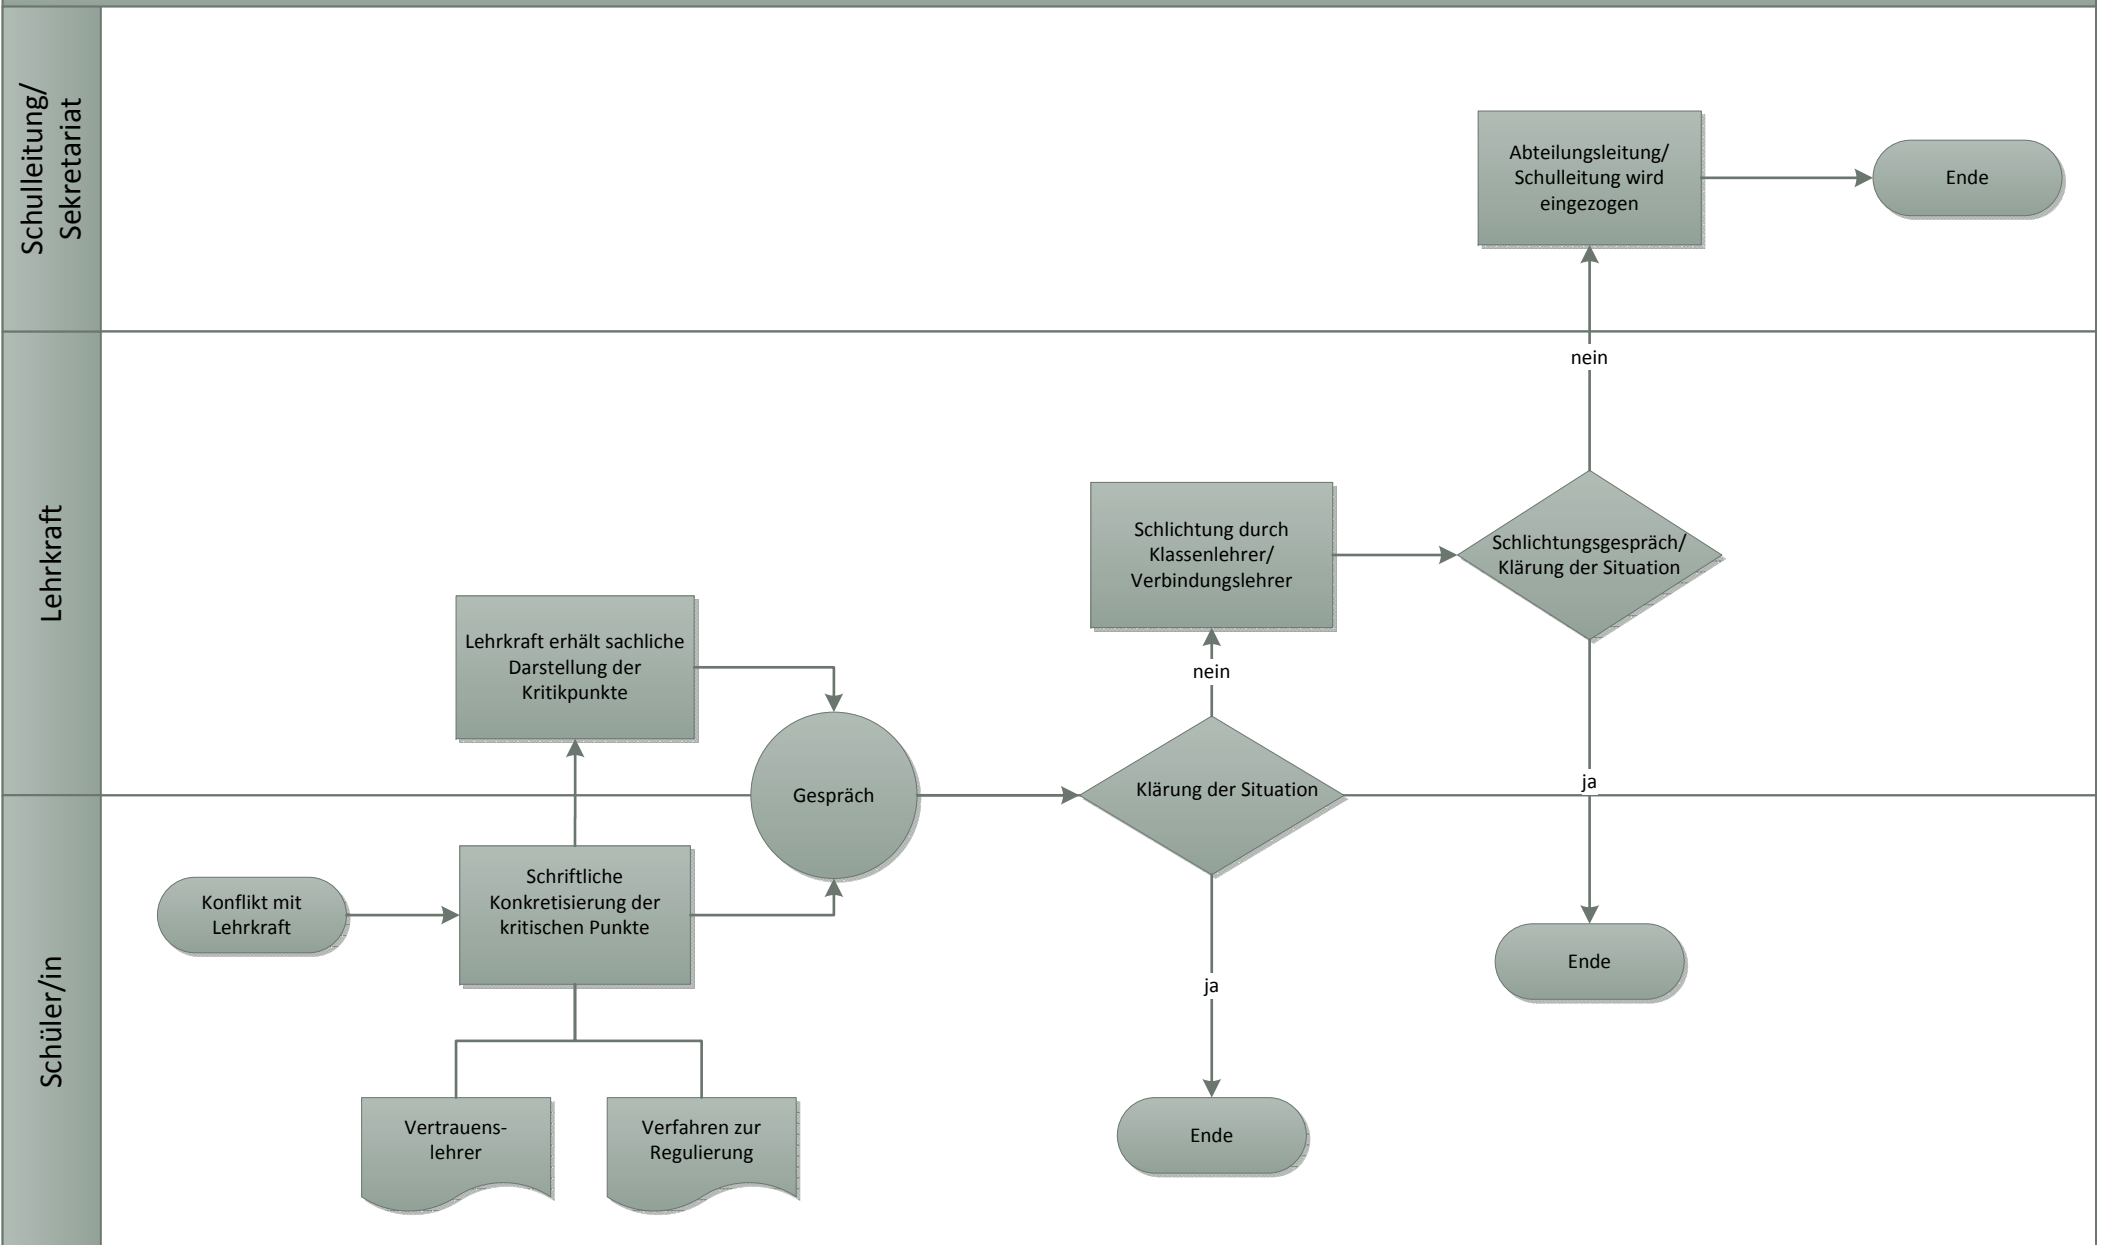 Schulleitung/
Sekretariat
Abteilungsleitung/
Schulleitung wird
eingezogen
Ende
nein
Lehrkraft
Schlichtung durch
Klassenlehrer/
Verbindungslehrer
Schlichtungsgespräch/
Klärung der Situation
Lehrkraft erhält sachliche
Darstellung der
Kritikpunkte
nein
ja
Gespräch
Klärung der Situation
Schüler/in
Konflikt mit
Lehrkraft
Schriftliche
Konkretisierung der
kritischen Punkte
Ende
ja
Vertrauens-
lehrer
Verfahren zur
Regulierung
Ende